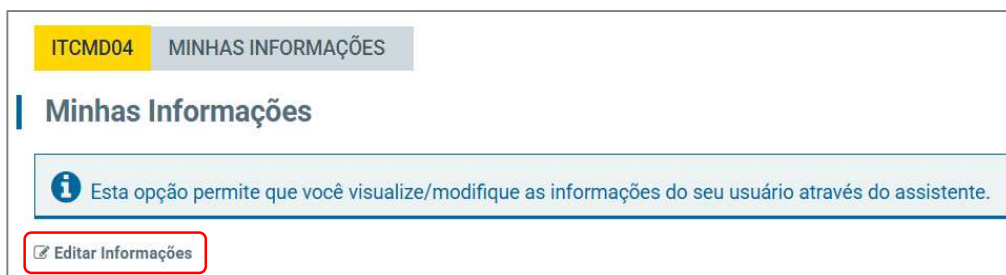 ITCMD04 MINHAS INFORMAÇÕES
Minhas Informações
Esta opção permite que você visualize/modifique as informações do seu usuário através do assistente.
Editar Informações